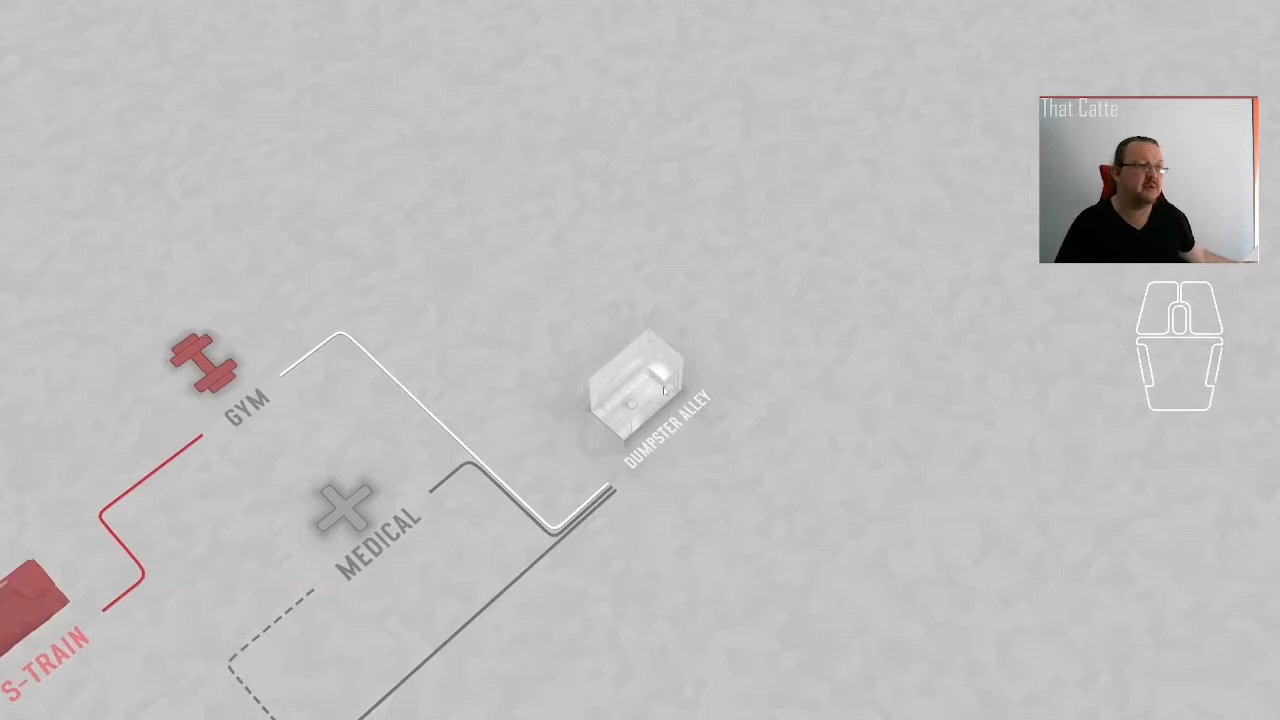 That Catte
GYM
DUMPSTER ALLEY
MEDICAL
S-TRAIN